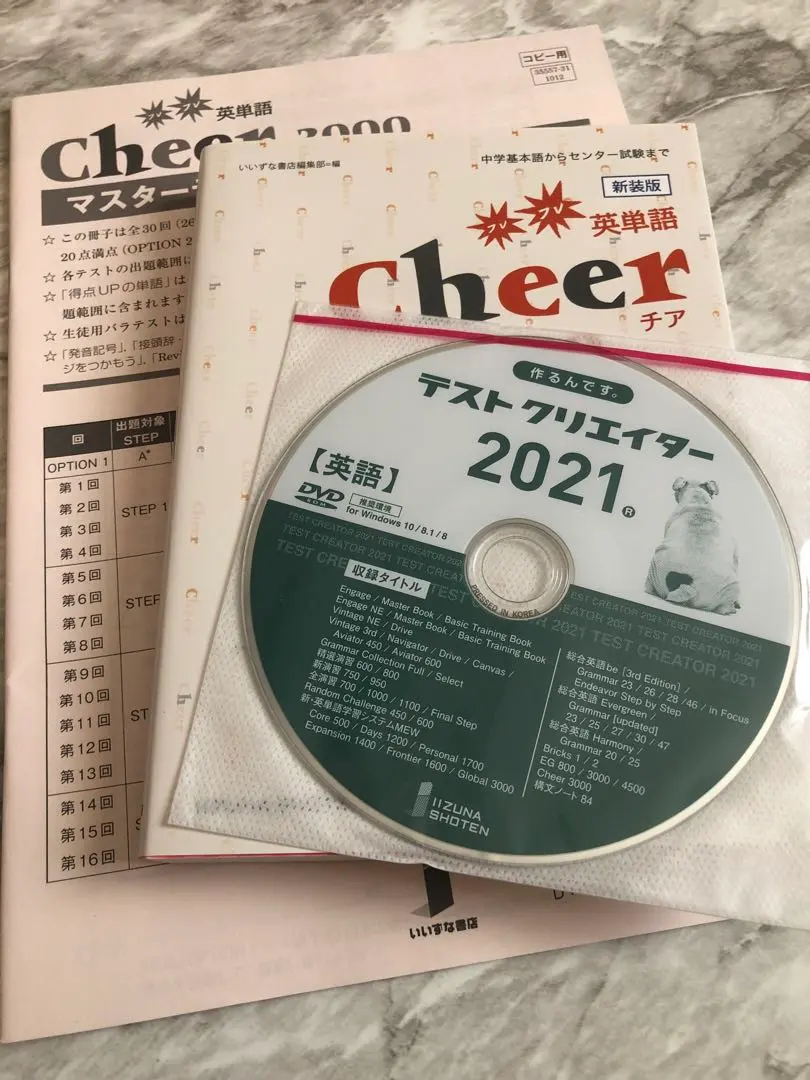 コピー用
35557-31
1012
英単語
Cheer 3000
マスターテ
☆ この冊子は全30回(26
20点満点(OPTION 2
☆ 各テストの出題範囲に
☆「得点UPの単語」は
題範囲に含まれます
☆ 生徒用バラテストは
☆「発音記号」、「接頭辞・
ジをつかもう」、「Rev
回
出題対象
STEP
OPTION 1
A*
第1回
第2回
第3回
第4回
STEP 1
第5回
第6回
第7回
第8回
STEP
第9回
第10回
第11回
第12回
第13回
ST
第14回
第15回
第16回
いいずな書店
いいずな書店編集部=編
中学基本語からセンター試験まで
新装版
英単語
Cheer
チア
作るんです。
テストクリエイター
2021®
【英語】
DVD
ROM
推奨環境
for Windows 10 / 8.1 / 8
TEST CREATOR 2021 TEST CREATOR 2021 TEST CREATOR 2021
PRESSED IN KOREA
収録タイトル
Engage / Master Book / Basic Training Book
Engage NE / Master Book / Basic Training Book
Vintage NE / Drive
Vintage 3rd / Navigator / Drive / Canvas /
Aviator 450 / Aviator 600
Grammar Collection Full / Select
精選演習 600 / 800
新演習 750 / 950
全演習 700 / 1000 / 1100 / Final Step
Random Challenge 450 / 600
新・英単語学習システムMEW
Core 500 / Days 1200 / Personal 1700
Expansion 1400 / Frontier 1600 / Global 3000
総合英語be [3rd Edition] /
Grammar 23 / 26 / 28 / 46 / in Focus
Endeavor Step by Step
総合英語 Evergreen /
Grammar [updated]
23 / 25 / 27 / 30 / 47
総合英語 Harmony /
Grammar 20 / 25
Bricks 1 / 2
EG 800 / 3000 / 4500
Cheer 3000
構文ノート 84
IIZUNA
SHOTEN